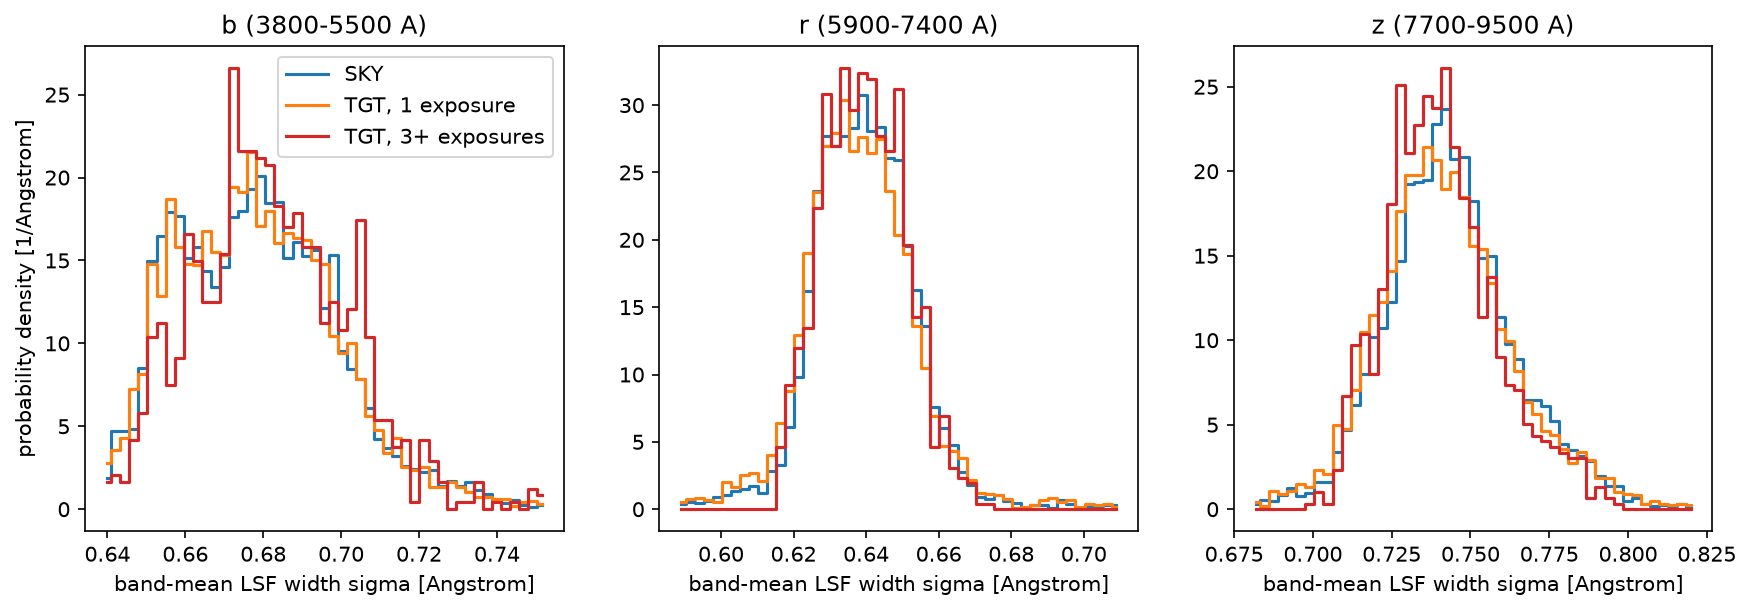 b (3800-5500 A)
r (5900-7400 A)
z (7700-9500 A)
SKY
TGT, 1 exposure
TGT, 3+ exposures
probability density [1/Angstrom]
25
20
15
10
5
0
30
25
20
15
10
5
0
25
20
15
10
5
0
0.64 0.66 0.68 0.70 0.72 0.74
0.60 0.62 0.64 0.66 0.68 0.70
0.675 0.700 0.725 0.750 0.775 0.800 0.825
band-mean LSF width sigma [Angstrom]
band-mean LSF width sigma [Angstrom]
band-mean LSF width sigma [Angstrom]